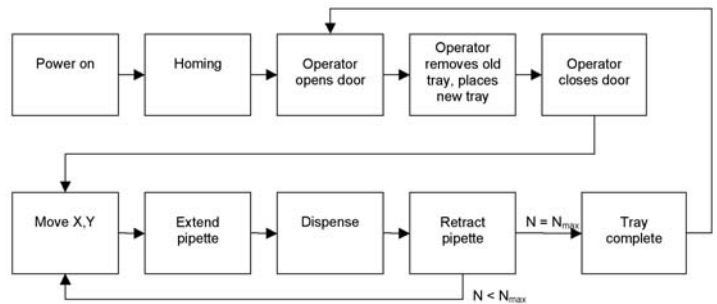 Power on
Homing
Operator
opens door
Operator
removes old
tray, places
new tray
Operator
closes door
Move X,Y
Extend
pipette
Dispense
Retract
pipette
N = Nmax
Tray
complete
N < Nmax